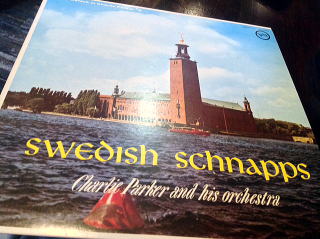 SWEDISH SCHNAPPS
Charlie Parker and his orchestra